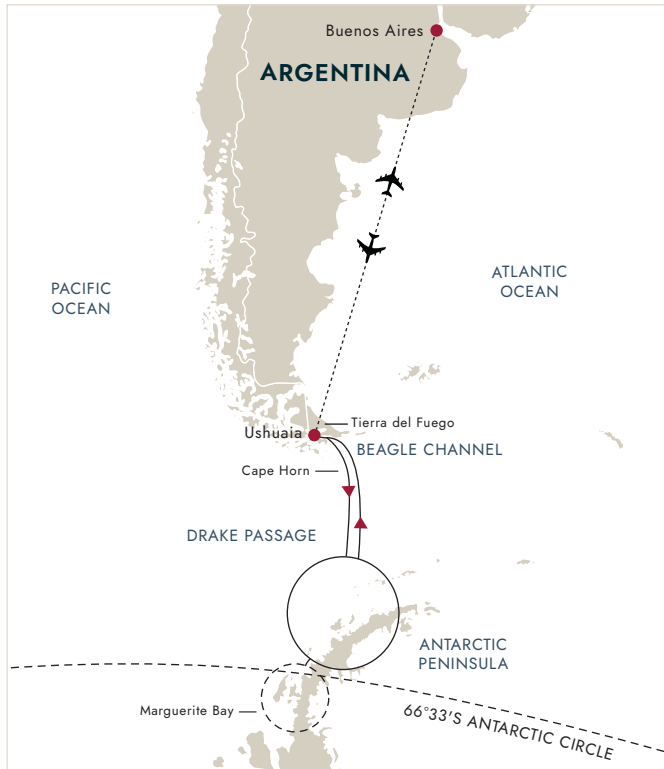 Buenos Aires
ARGENTINA
PACIFIC
OCEAN
ATLANTIC
OCEAN
Tierra del Fuego
Ushuaia
BEAGLE CHANNEL
Cape Horn
DRAKE PASSAGE
ANTARCTIC
PENINSULA
Marguerite Bay
66°33'S ANTARCTIC CIRCLE